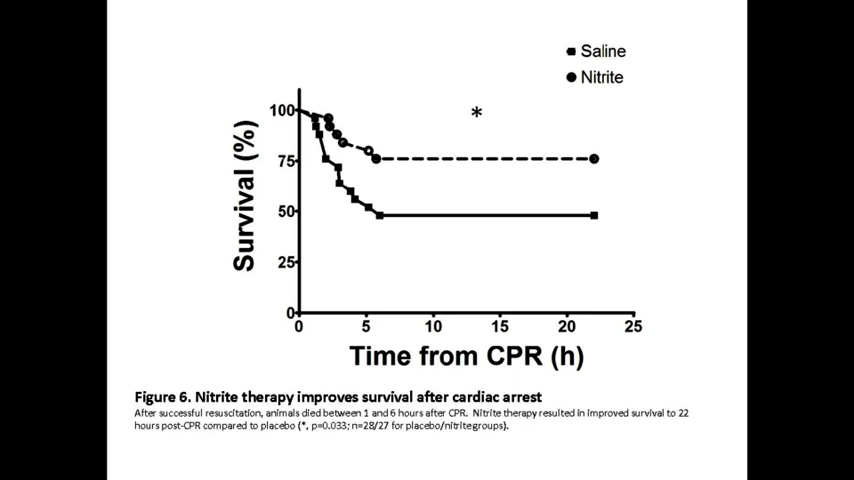 Saline
Nitrite
*
100
75
50
25
0
Survival (%)
0 5 10 15 20 25
Time from CPR (h)
Figure 6. Nitrite therapy improves survival after cardiac arrest
After successful resuscitation, animals died between 1 and 6 hours after CPR. Nitrite therapy resulted in improved survival to 22
hours post-CPR compared to placebo (*, p=0.033; n=28/27 for placebo/nitrite groups).